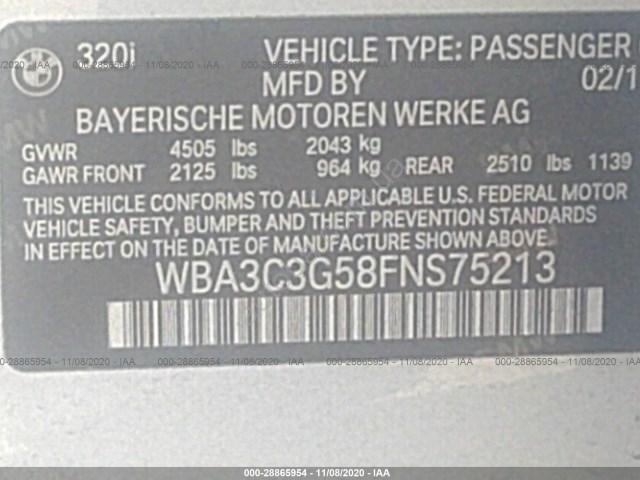 320i VEHICLE TYPE: PASSENGER
MFD BY 02/1
BAYERISCHE MOTOREN WERKE AG
GVWR 4505 lbs 2043 kg
GAWR FRONT 2125 lbs 964 kg REAR 2510 lbs 1139
THIS VEHICLE CONFORMS TO ALL APPLICABLE U.S. FEDERAL MOTOR
VEHICLE SAFETY, BUMPER AND THEFT PREVENTION STANDARDS
IN EFFECT ON THE DATE OF MANUFACTURE SHOWN ABOVE.
WBA3C3G58FNS75213
000-28865954 - 11/08/2020 - IAA